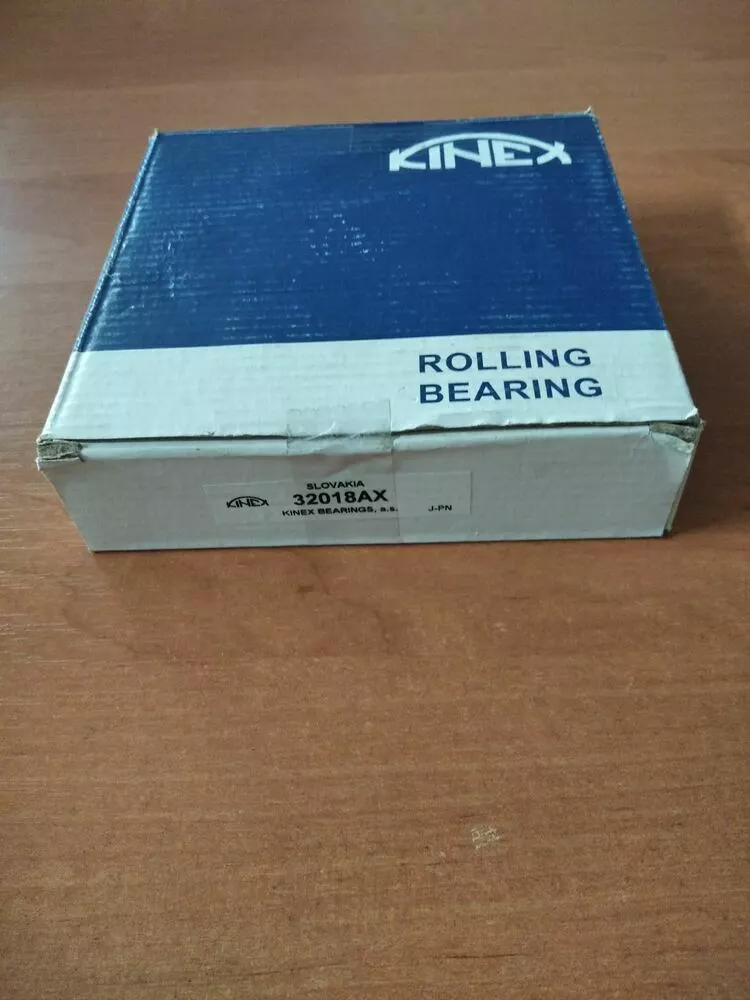 KINEX
ROLLING
BEARING
SLOVAKIA
KINEX
32018AX
KINEX BEARINGS, a.s.
J-PN